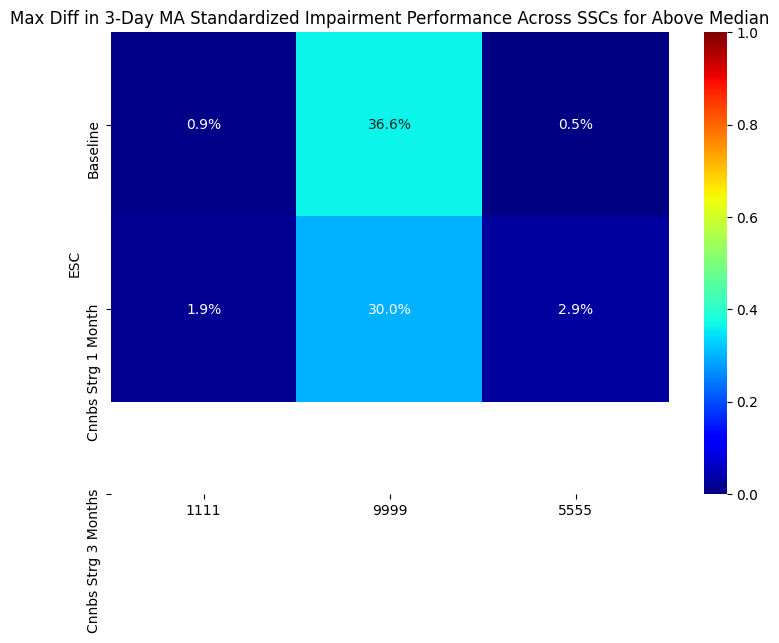 Max Diff in 3-Day MA Standardized Impairment Performance Across SSCs for Above Median
ESC
Baseline
Cnnbs Strg 1 Month
Cnnbs Strg 3 Months
0.9% 36.6% 0.5%
1.9% 30.0% 2.9%
1111 9999 5555
1.0
0.8
0.6
0.4
0.2
0.0